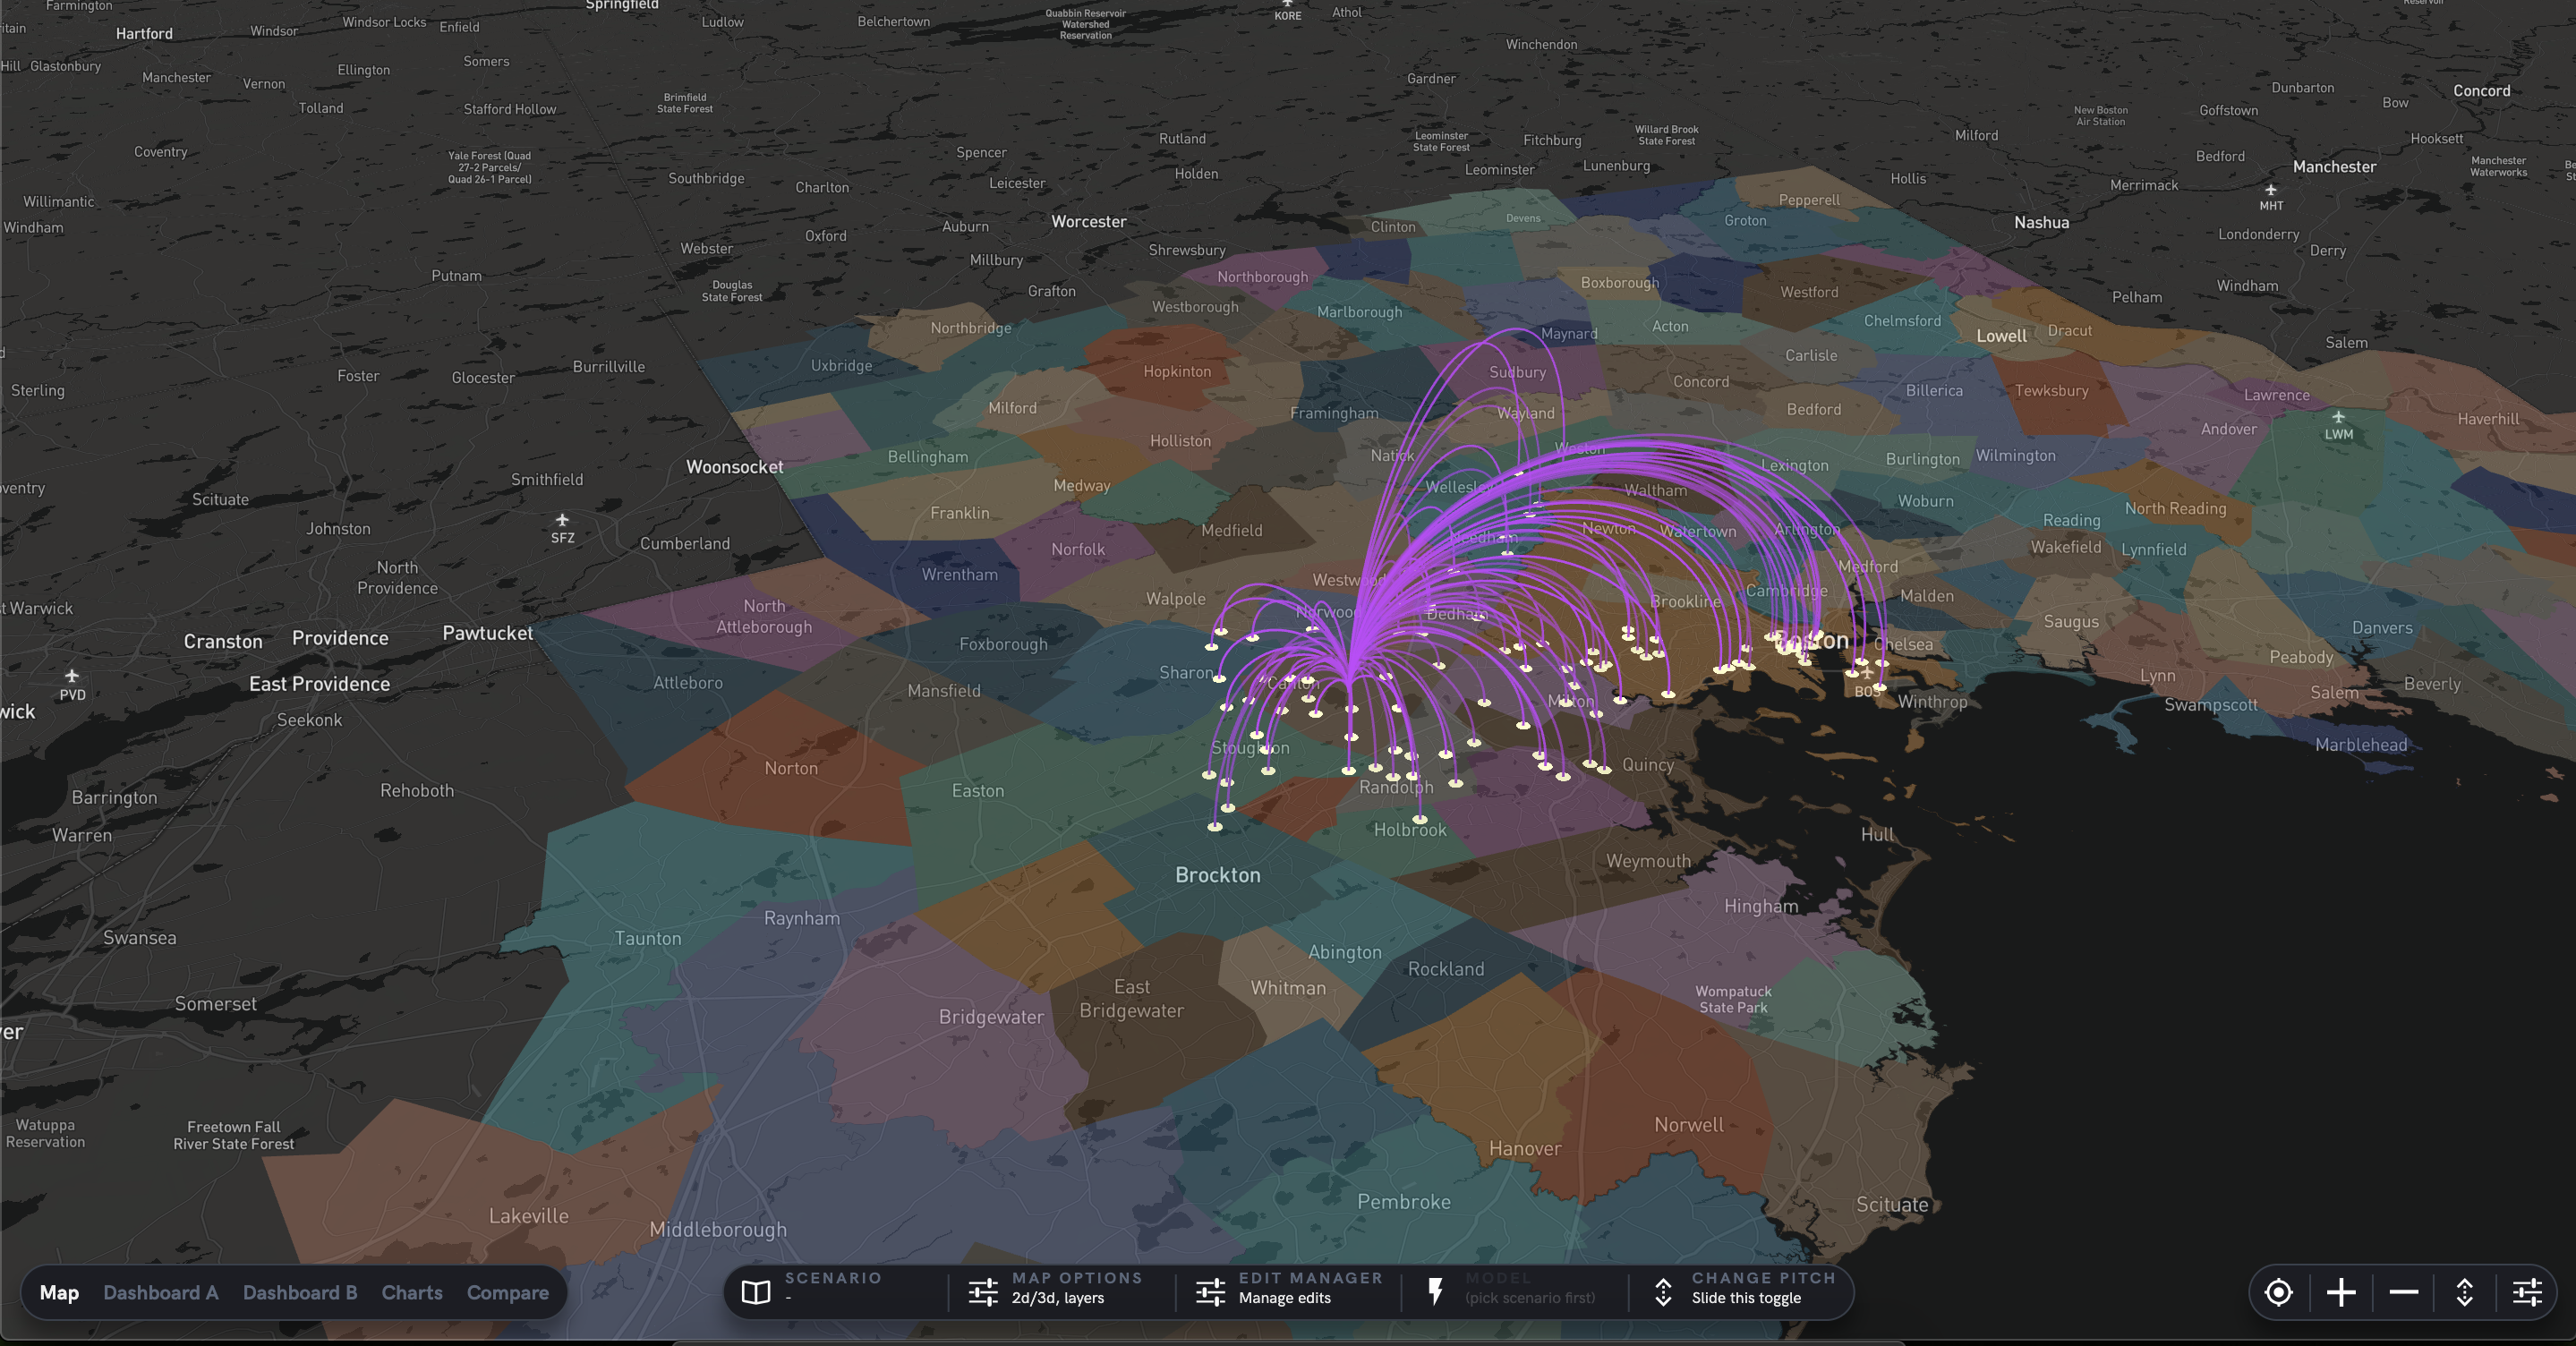 Farmington
Springfield
KORE
Athol
Hartford
Windsor
Windsor Locks
Enfield
Ludlow
Belchertown
Quabbin Reservoir
Watershed
Reservation
Winchendon
Hill
Glastonbury
Manchester
Vernon
Ellington
Somers
Tolland
Stafford Hollow
Brimfield
State Forest
Gardner
Dunbarton
Bow
Concord
New Boston
Air Station
Goffstown
Hooksett
Coventry
Yale Forest (Quad
27-2 Parcels/
Quad 26-1 Parcel)
Spencer
Rutland
Leominster
State Forest
Fitchburg
Willard Brook
State Forest
Milford
Bedford
Manchester
Manchester
Waterworks
Southbridge
Charlton
Leicester
Holden
Leominster
Lunenburg
Hollis
Merrimack
Willimantic
Windham
Auburn
Worcester
Clinton
Devens
Groton
Pepperell
Nashua
MHT
Londonderry
Derry
Webster
Oxford
Millbury
Shrewsbury
Putnam
Douglas
State Forest
Grafton
Northborough
Westborough
Marlborough
Boxborough
Westford
Pelham
Windham
Northbridge
Maynard
Acton
Chelmsford
Lowell
Dracut
Salem
Sterling
Foster
Glocester
Burrillville
Uxbridge
Hopkinton
Sudbury
Concord
Carlisle
Billerica
Tewksbury
Lawrence
Milford
Framingham
Wayland
Bedford
Andover
LWM
Haverhill
Holliston
Woonsocket
Bellingham
Natick
Weston
Lexington
Burlington
Wilmington
Smithfield
Scituate
Medway
Wellesley
Waltham
Woburn
North Reading
Johnston
SFZ
Cumberland
Franklin
Medfield
Needham
Newton
Watertown
Arlington
Reading
Wakefield
Lynnfield
Norfolk
North
Providence
Wrentham
Westwood
Medford
Walpole
Norwood
Dedham
Brookline
Cambridge
Malden
Saugus
Danvers
North
Attleborough
Cranston
Providence
Pawtucket
Foxborough
Boston
Chelsea
Peabody
Beverly
PVD
East Providence
Attleboro
Mansfield
Sharon
Canton
Milton
BOS
Winthrop
Lynn
Salem
Swampscott
Seekonk
Stoughton
Quincy
Marblehead
Norton
Barrington
Rehoboth
Easton
Randolph
Warren
Holbrook
Hull
Brockton
Weymouth
Hingham
Swansea
Taunton
Raynham
Abington
Rockland
Somerset
East
Bridgewater
Whitman
Wompatuck
State Park
Bridgewater
Watuppa
Reservation
Freetown Fall
River State Forest
Norwell
Hanover
Lakeville
Middleborough
Pembroke
Scituate
Map
Dashboard A
Dashboard B
Charts
Compare
SCENARIO
-
MAP OPTIONS
2d/3d, layers
EDIT MANAGER
Manage edits
MODEL
(pick scenario first)
CHANGE PITCH
Slide this toggle